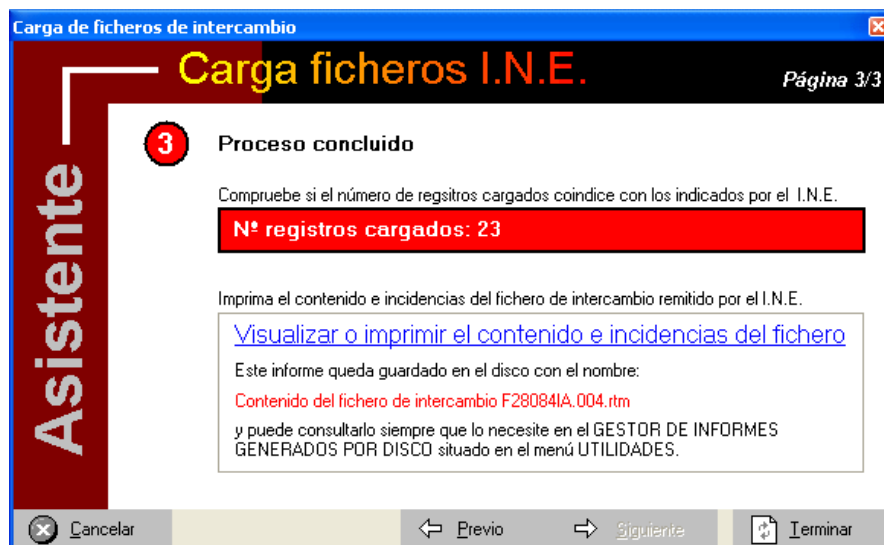 Carga de ficheros de intercambio
Carga ficheros I.N.E.
Página 3/3
Asistente
3
Proceso concluido
Compruebe si el número de regsitros cargados coindice con los indicados por el I.N.E.
Nº registros cargados: 23
Imprima el contenido e incidencias del fichero de intercambio remitido por el I.N.E.
Visualizar o imprimir el contenido e incidencias del fichero
Este informe queda guardado en el disco con el nombre:
Contenido del fichero de intercambio F28084IA.004.rtm
y puede consultarlo siempre que lo necesite en el GESTOR DE INFORMES
GENERADOS POR DISCO situado en el menú UTILIDADES.
Cancelar
Previo
Siguiente
Terminar